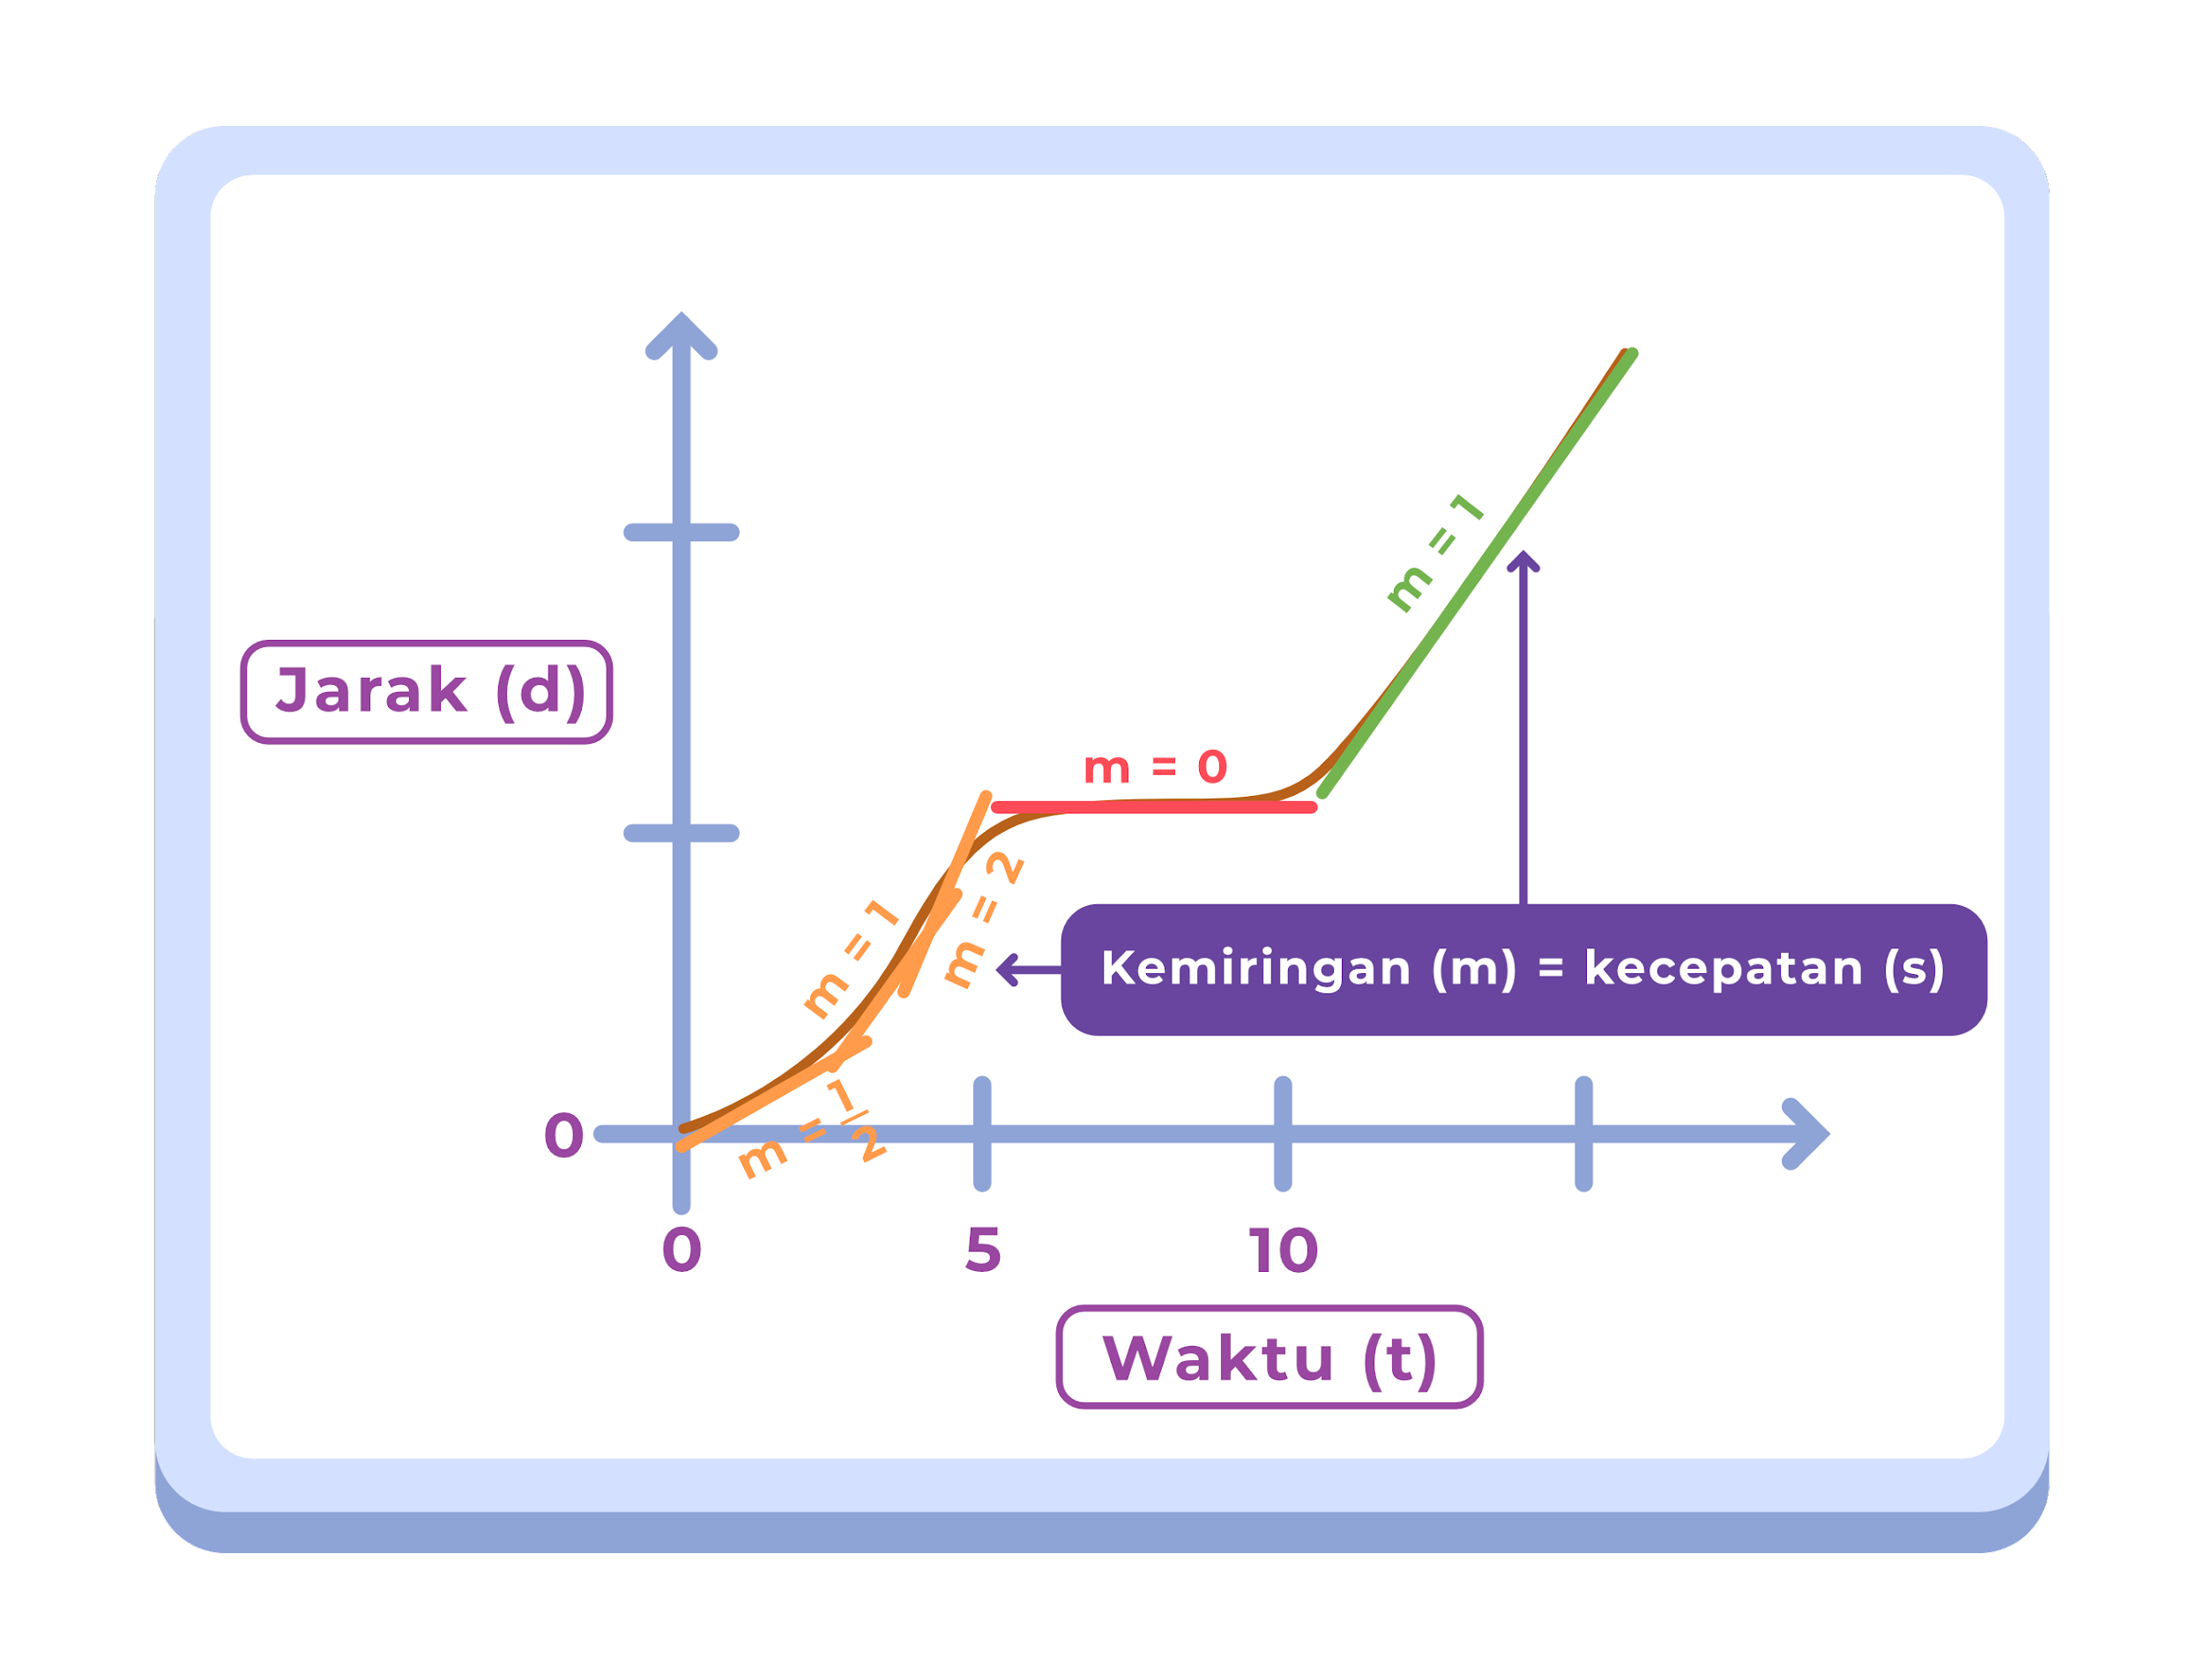 Jarak (d)
m = 1
m = 0
m = 1
m = 2
Kemiringan (m) = kecepatan (s)
m = 1/2
0
0
5
10
Waktu (t)